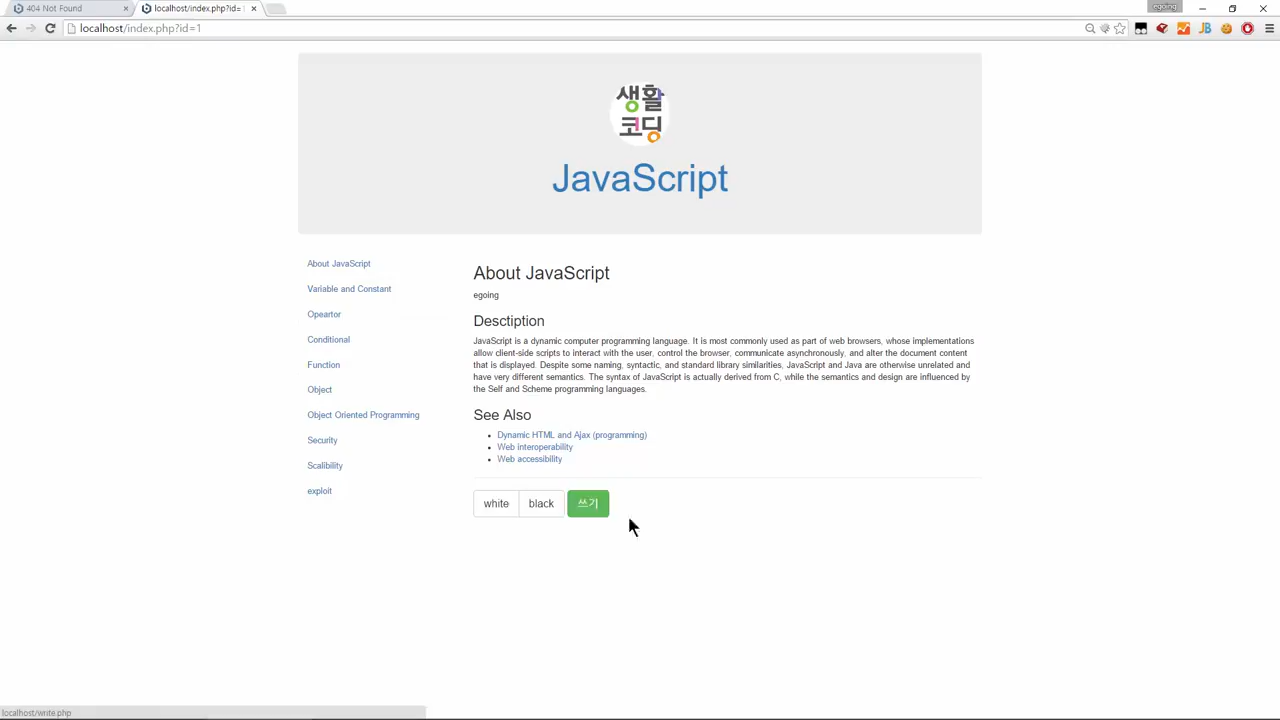 404 Not Found
localhost/index.php?id=
egoing
localhost/index.php?id=1
생활
코딩
JavaScript
About JavaScript
Variable and Constant
Opeartor
Conditional
Function
Object
Object Oriented Programming
Security
Scalibility
exploit
About JavaScript
egoing
Desctiption
JavaScript is a dynamic computer programming language. It is most commonly used as part of web browsers, whose implementations
allow client-side scripts to interact with the user, control the browser, communicate asynchronously, and alter the document content
that is displayed. Despite some naming, syntactic, and standard library similarities, JavaScript and Java are otherwise unrelated and
have very different semantics. The syntax of JavaScript is actually derived from C, while the semantics and design are influenced by
the Self and Scheme programming languages.
See Also
Dynamic HTML and Ajax (programming)
Web interoperability
Web accessibility
white black 쓰기
localhost/write.php